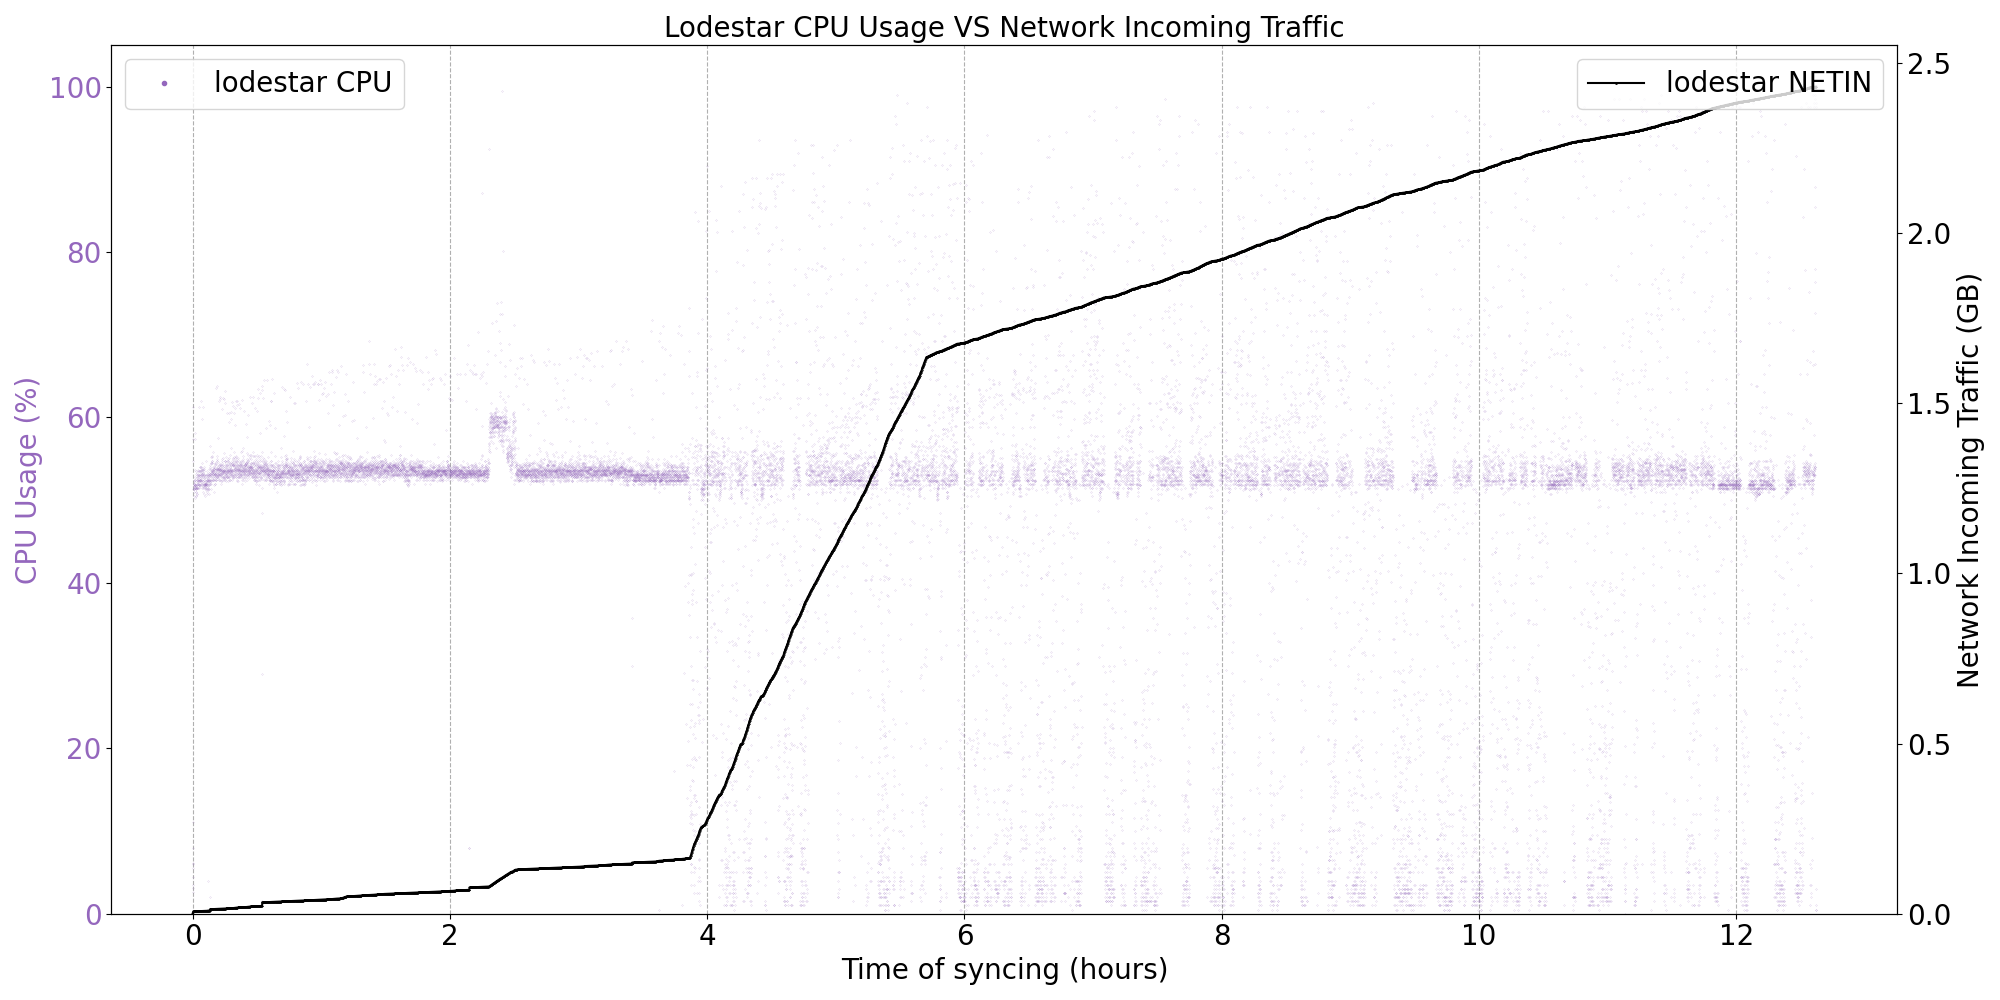 Lodestar CPU Usage VS Network Incoming Traffic
lodestar CPU
lodestar NETIN
CPU Usage (%)
100
80
60
40
20
0
2.5
2.0
1.5
1.0
0.5
0.0
Network Incoming Traffic (GB)
0 2 4 6 8 10 12
Time of syncing (hours)